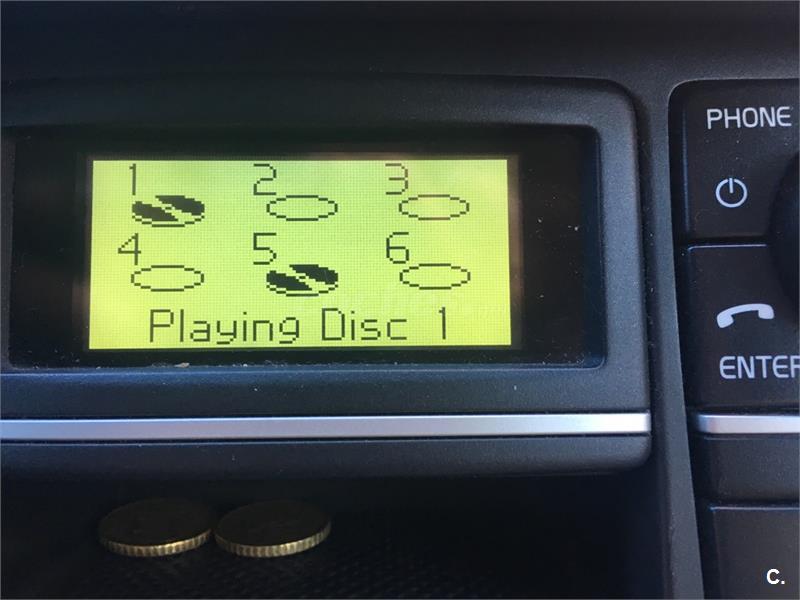 1 2 3
4 5 6
Playing Disc 1
PHONE
ENTER
C.